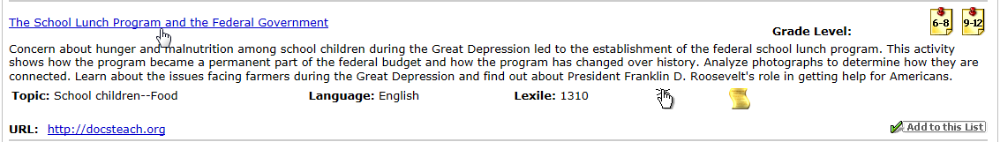 The School Lunch Program and the Federal Government
Grade Level: 6-8 9-12
Concern about hunger and malnutrition among school children during the Great Depression led to the establishment of the federal school lunch program. This activity
shows how the program became a permanent part of the federal budget and how the program has changed over history. Analyze photographs to determine how they are
connected. Learn about the issues facing farmers during the Great Depression and find out about President Franklin D. Roosevelt's role in getting help for Americans.
Topic: School children--Food Language: English Lexile: 1310
URL: http://docsteach.org Add to this List